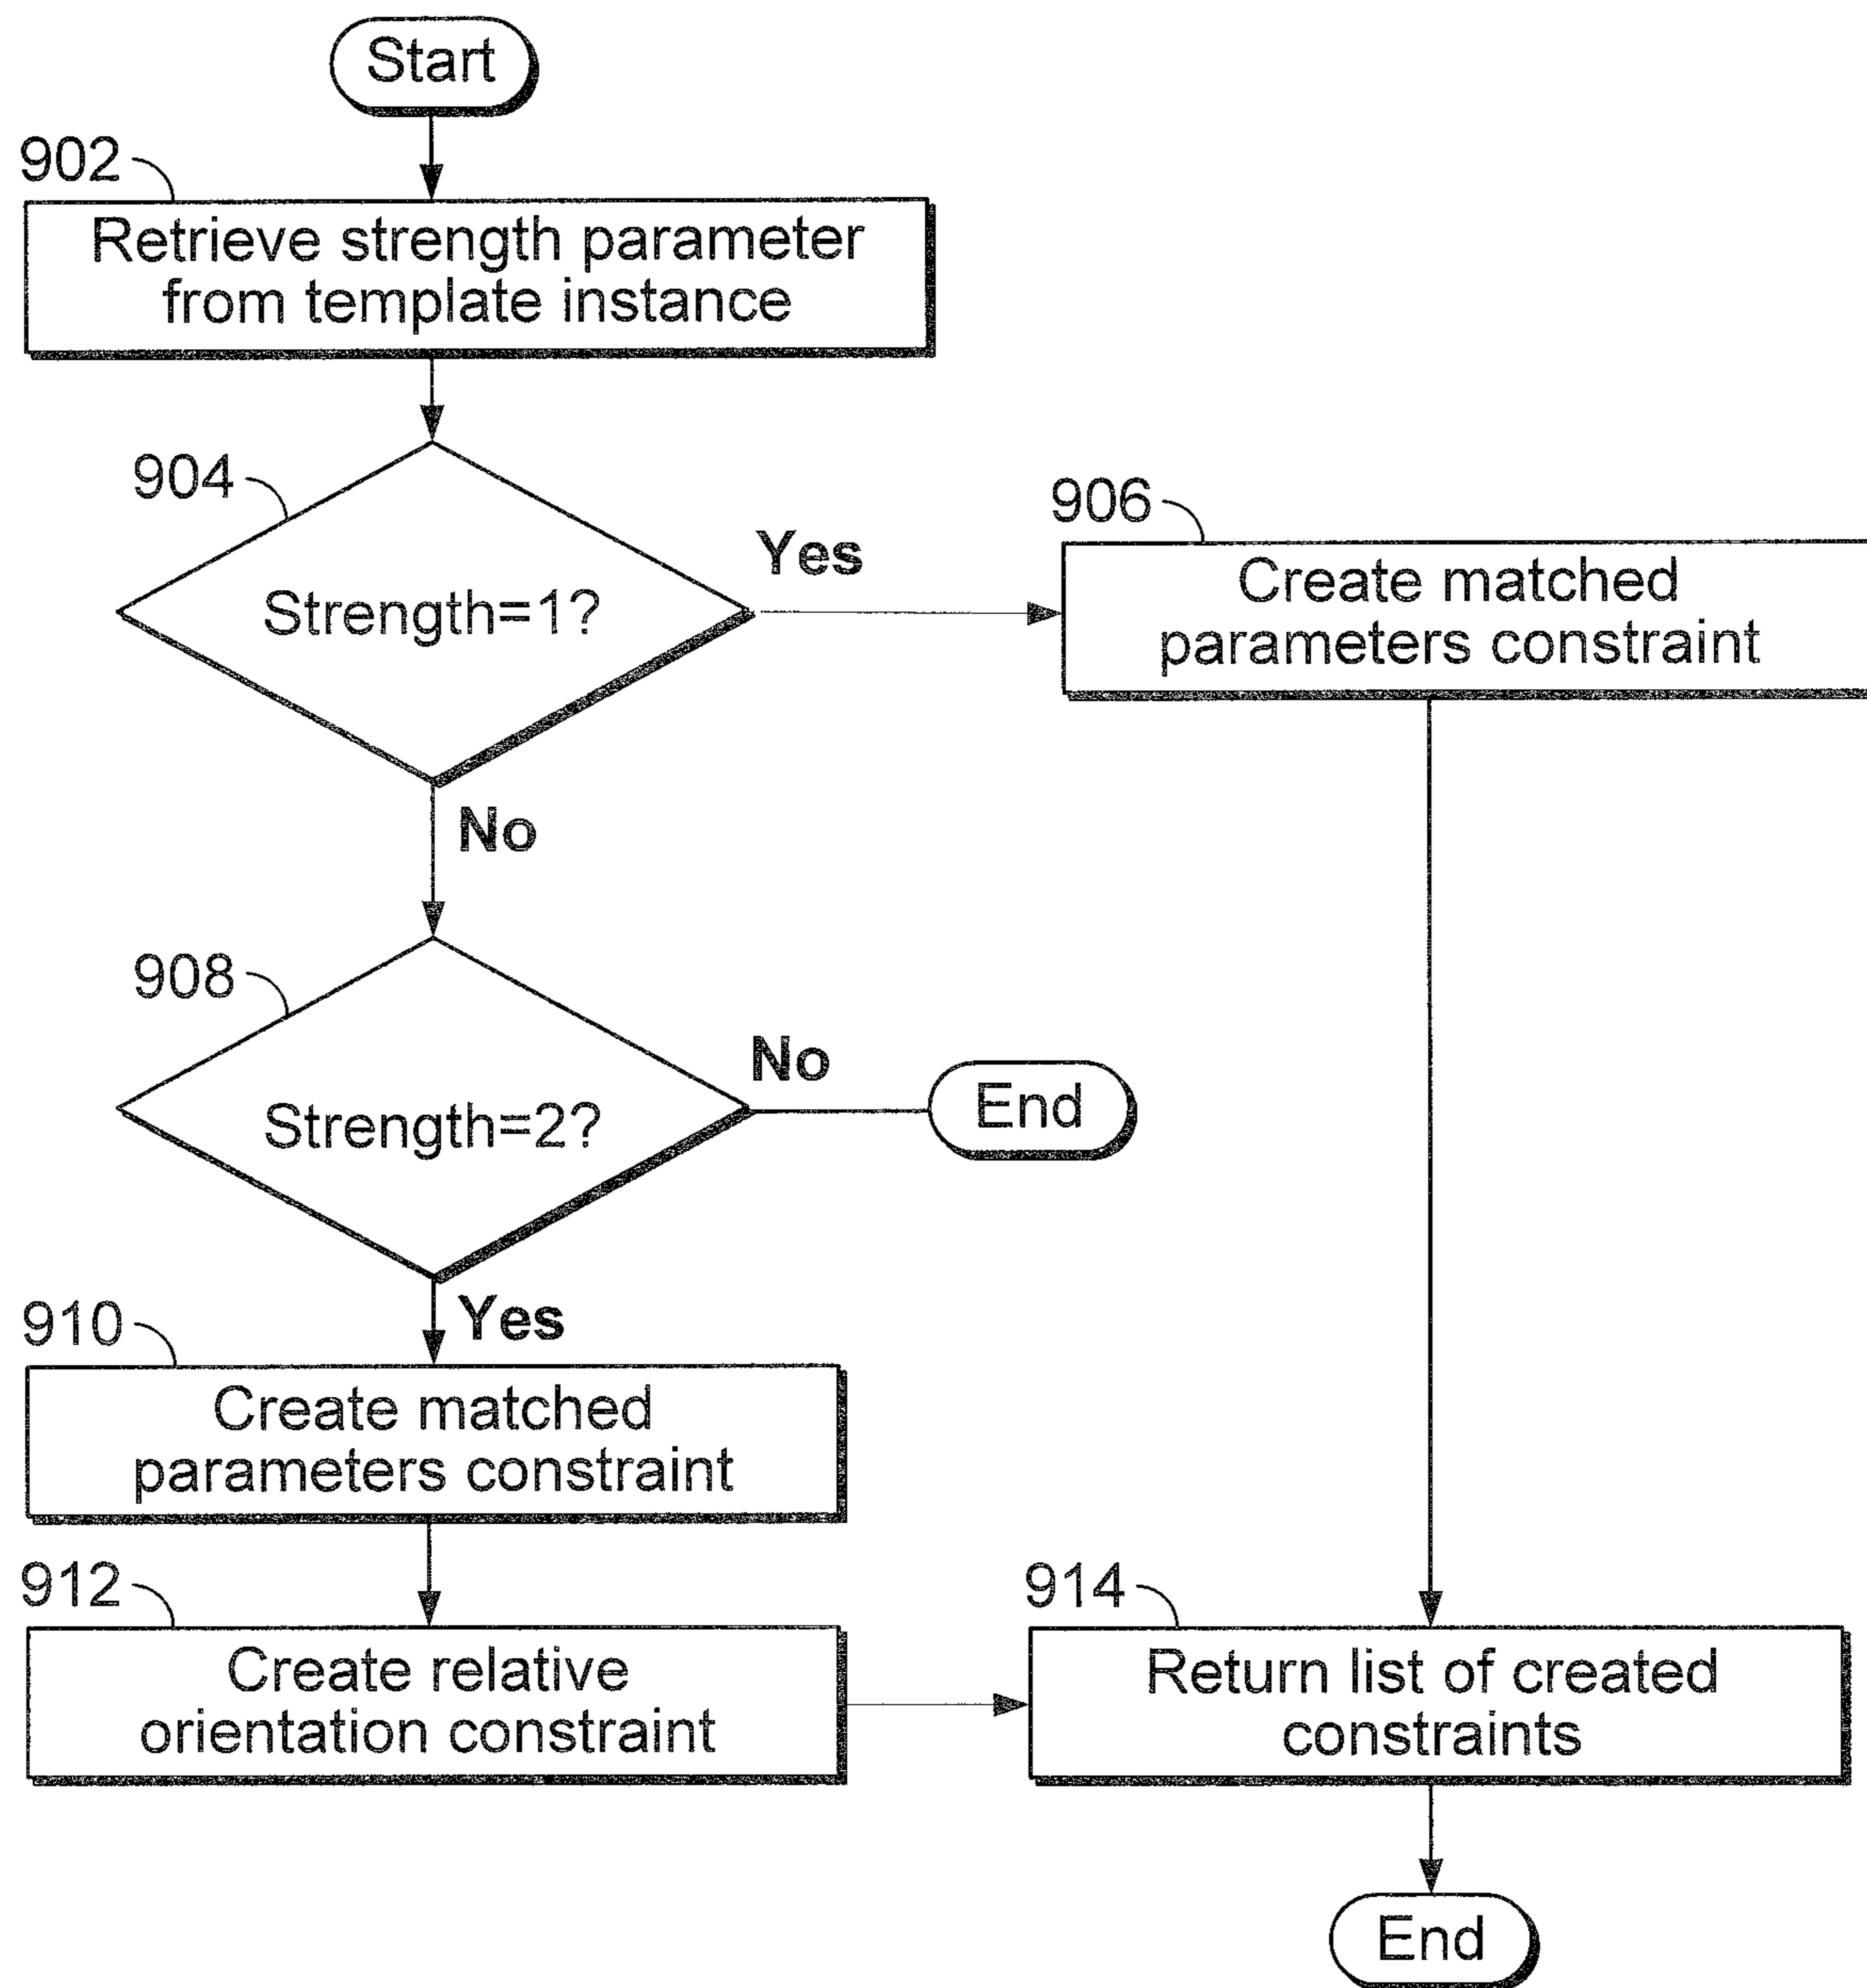 Start
902
Retrieve strength parameter
from template instance
904
Strength=1?
Yes
906
Create matched
parameters constraint
No
908
Strength=2?
No
End
Yes
910
Create matched
parameters constraint
912
Create relative
orientation constraint
914
Return list of created
constraints
End